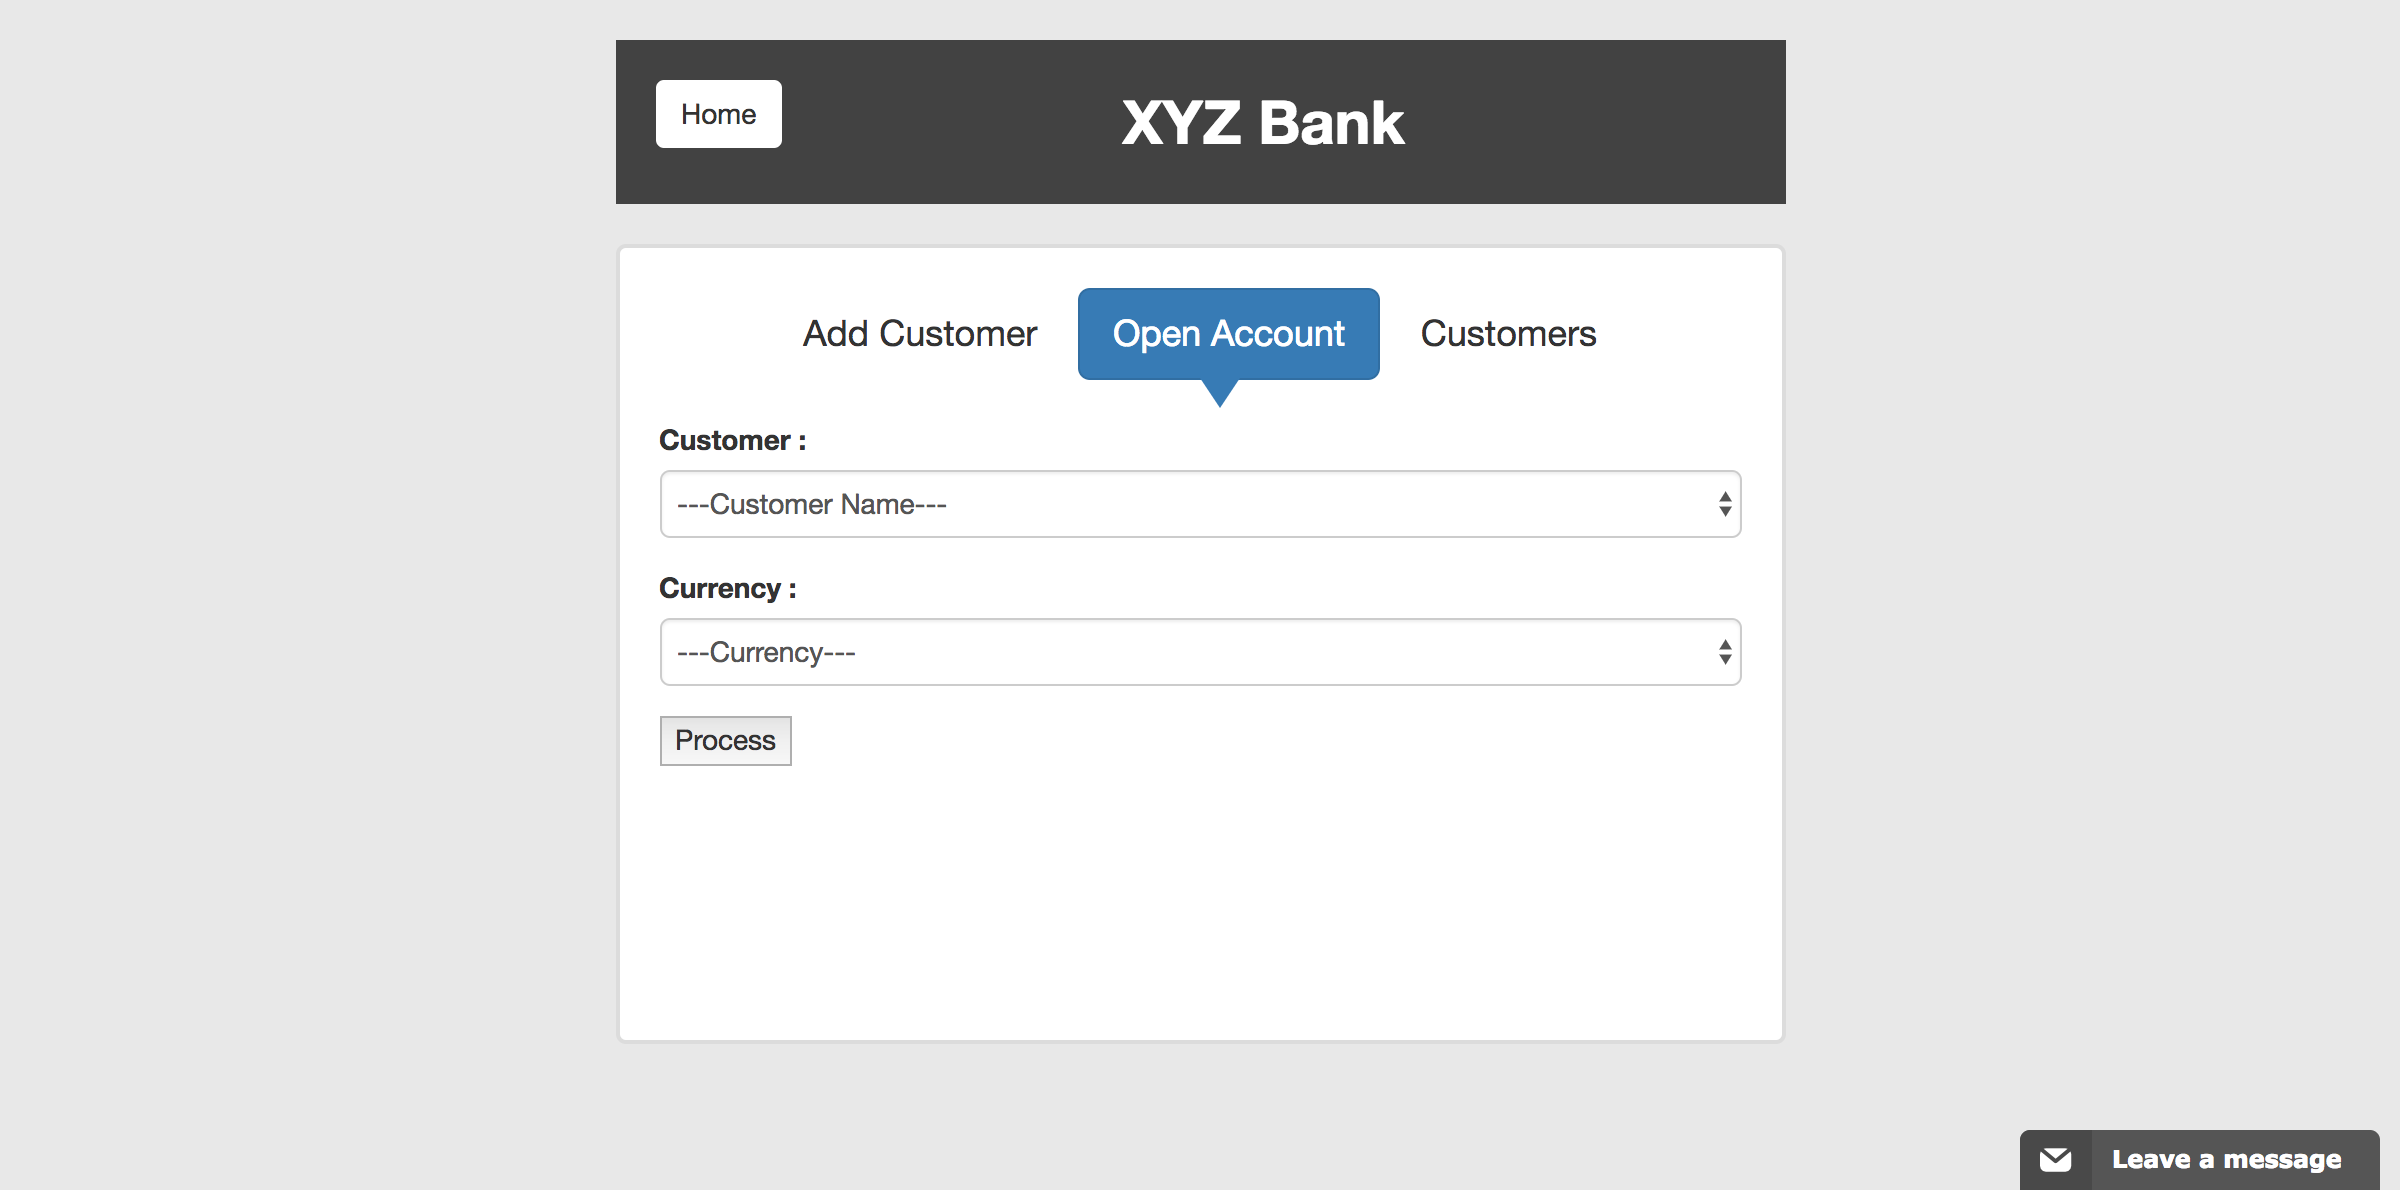 Home
XYZ Bank
Add Customer
Open Account
Customers
Customer :
---Customer Name---
Currency :
---Currency---
Process
Leave a message